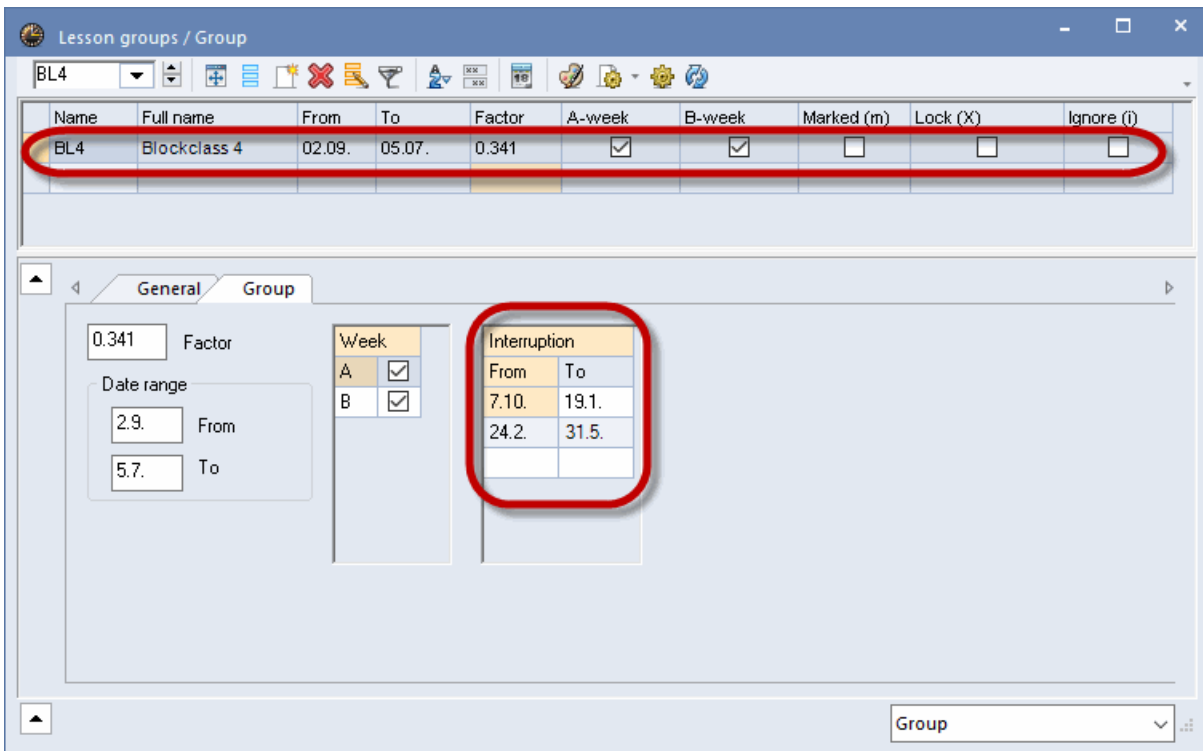 Lesson groups / Group
BL4
Name Full name From To Factor A-week B-week Marked (m) Lock (X) Ignore (i)
BL4 Blockclass 4 02.09. 05.07. 0.341
General Group
0.341 Factor
Date range
2.9. From
5.7. To
Week
A
B
Interruption
From To
7.10. 19.1.
24.2. 31.5.
Group